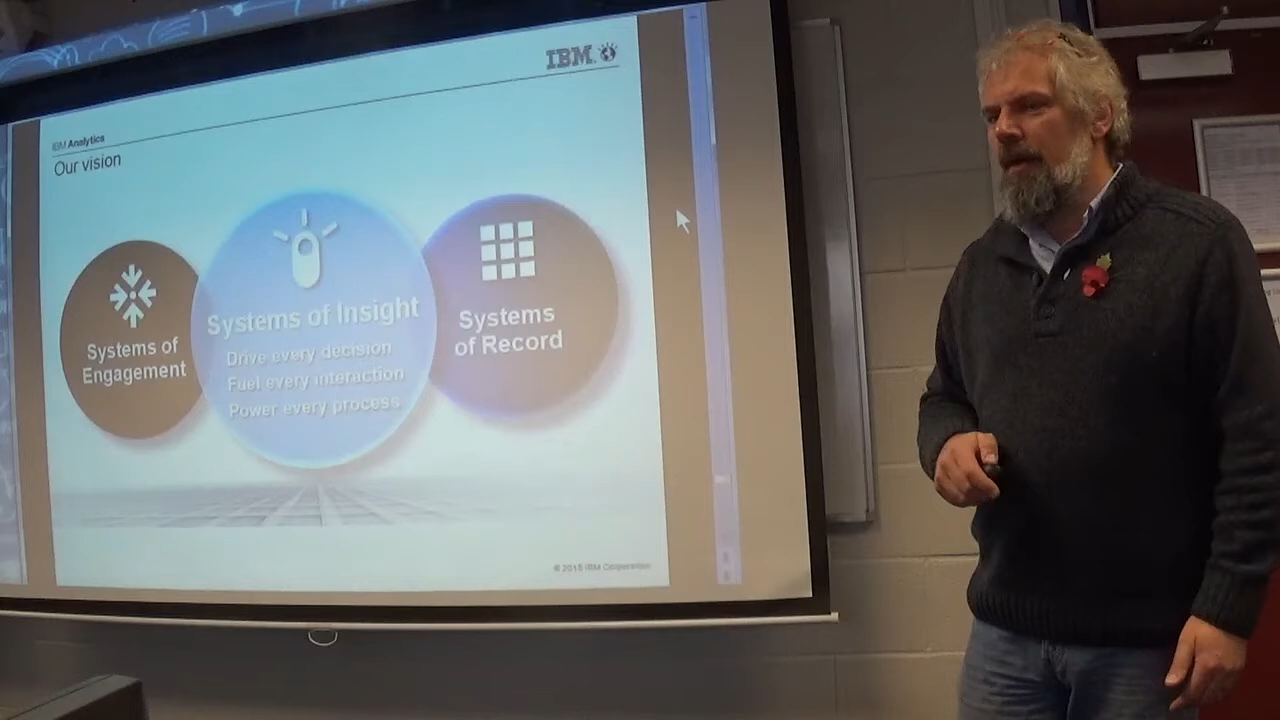 IBM.
IBM Analytics
Our vision
Systems of
Engagement
Systems of Insight
Drive every decision
Fuel every interaction
Power every process
Systems
of Record
© 2015 IBM Corporation